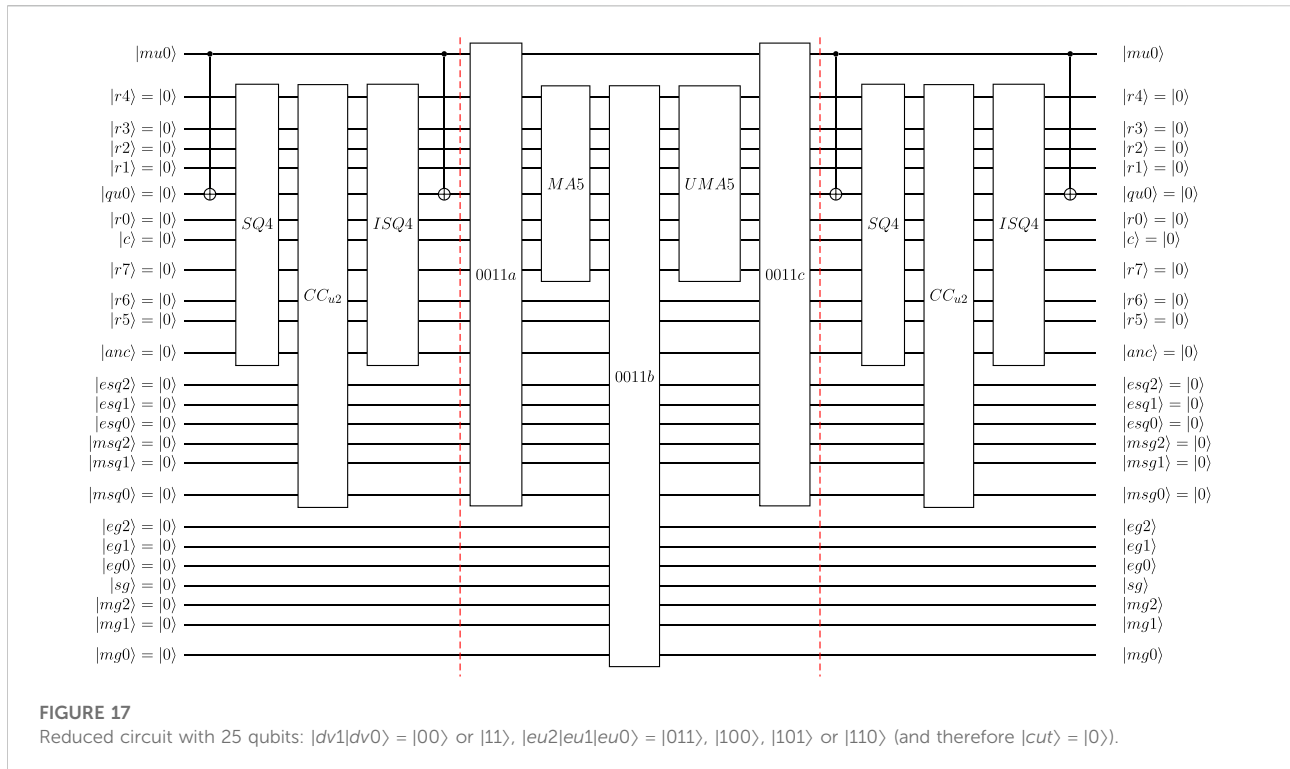 |mu0⟩ |mu0⟩
|r4⟩ = |0⟩ |r4⟩ = |0⟩
|r3⟩ = |0⟩ |r3⟩ = |0⟩
|r2⟩ = |0⟩ |r2⟩ = |0⟩
|r1⟩ = |0⟩ |r1⟩ = |0⟩
MA5 UMA5
|qu0⟩ = |0⟩ |qu0⟩ = |0⟩
|r0⟩ = |0⟩ SQ4 ISQ4 SQ4 ISQ4 |r0⟩ = |0⟩
|c⟩ = |0⟩ |c⟩ = |0⟩
|r7⟩ = |0⟩ 0011a 0011c |r7⟩ = |0⟩
CCu2 CCu2
|r6⟩ = |0⟩ |r6⟩ = |0⟩
|r5⟩ = |0⟩ |r5⟩ = |0⟩
|anc⟩ = |0⟩ |anc⟩ = |0⟩
0011b
|esq2⟩ = |0⟩ |esq2⟩ = |0⟩
|esq1⟩ = |0⟩ |esq1⟩ = |0⟩
|esq0⟩ = |0⟩ |esq0⟩ = |0⟩
|msq2⟩ = |0⟩ |msg2⟩ = |0⟩
|msq1⟩ = |0⟩ |msg1⟩ = |0⟩
|msq0⟩ = |0⟩ |msg0⟩ = |0⟩
|eg2⟩ = |0⟩ |eg2⟩
|eg1⟩ = |0⟩ |eg1⟩
|eg0⟩ = |0⟩ |eg0⟩
|sg⟩ = |0⟩ |sg⟩
|mg2⟩ = |0⟩ |mg2⟩
|mg1⟩ = |0⟩ |mg1⟩
|mg0⟩ = |0⟩ |mg0⟩
FIGURE 17
Reduced circuit with 25 qubits: |dv1|dv0⟩ = |00⟩ or |11⟩, |eu2|eu1|eu0⟩ = |011⟩, |100⟩, |101⟩ or |110⟩ (and therefore |cut⟩ = |0⟩).